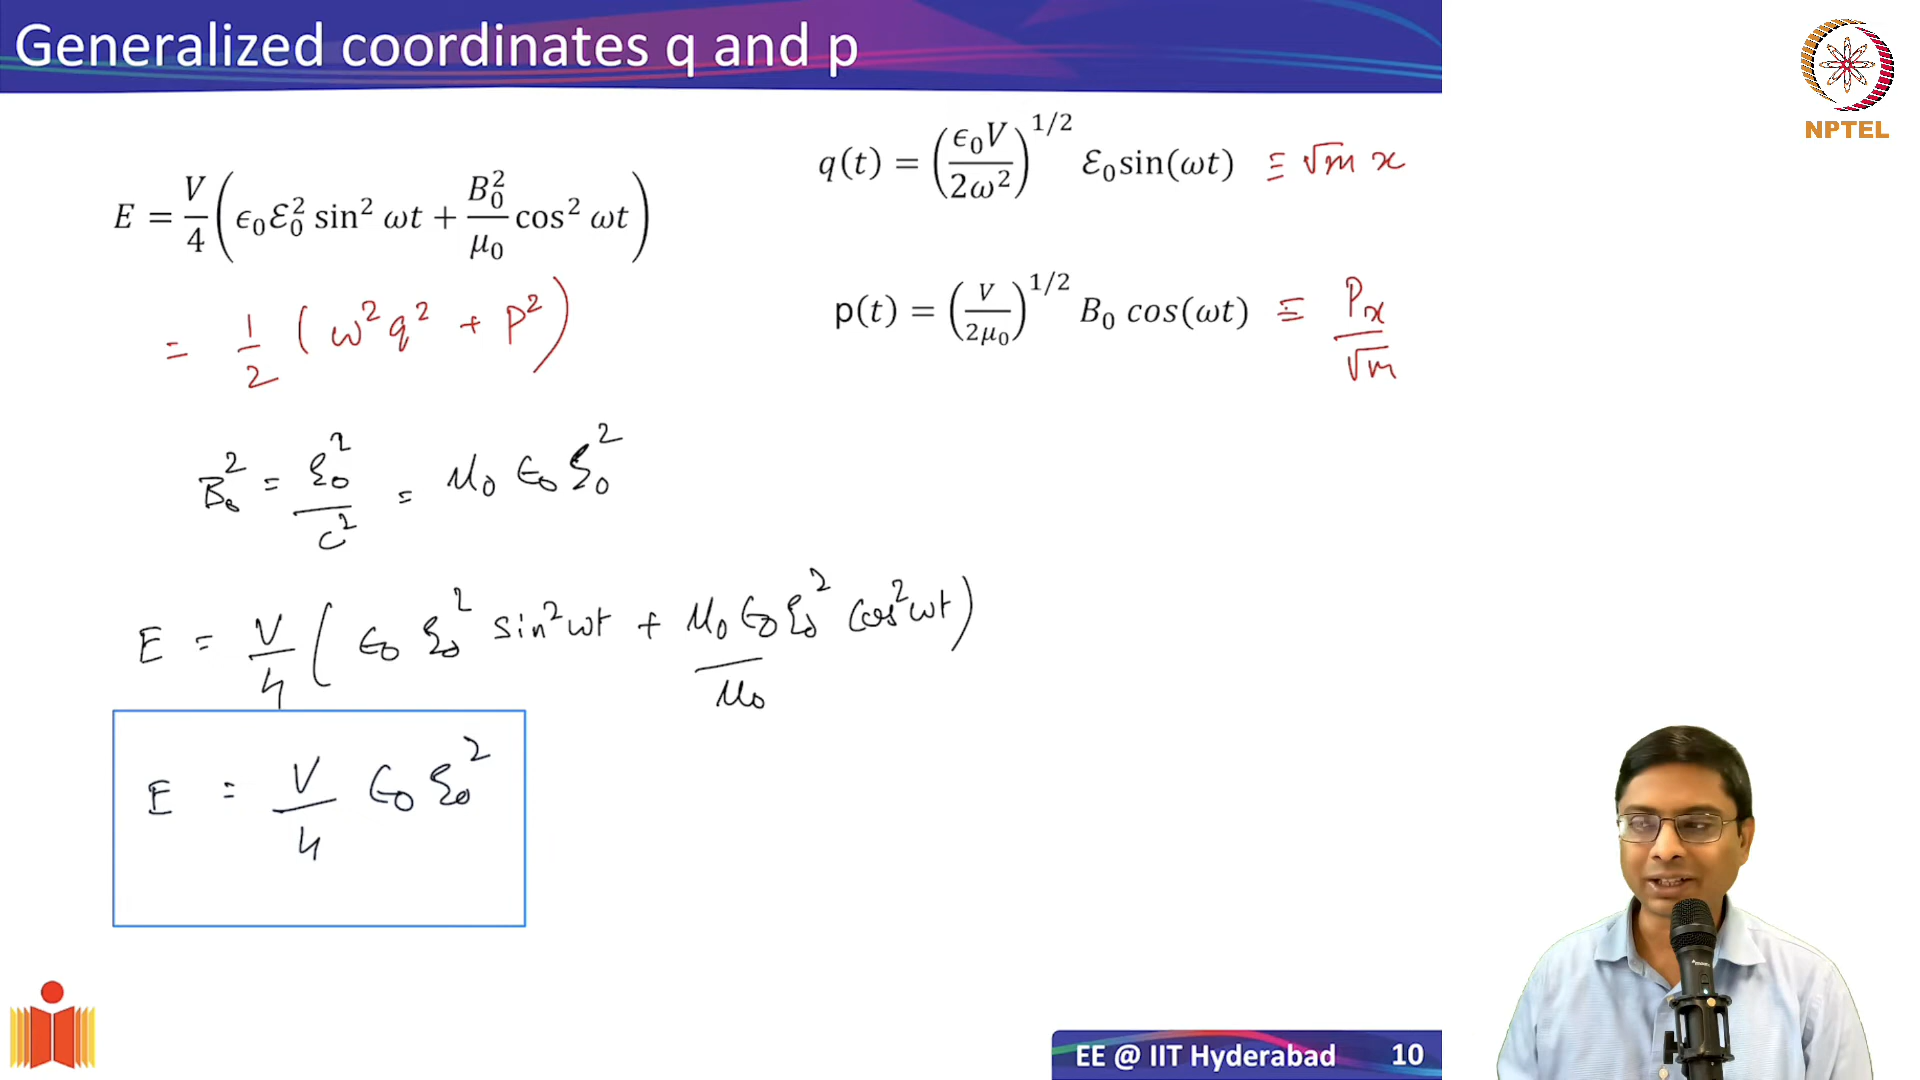 Generalized coordinates q and p
NPTEL
E = V/4 (ϵ₀ℰ₀² sin² ωt + B₀²/μ₀ cos² ωt)
= 1/2 (ω²q² + p²)
q(t) = (ϵ₀V/2ω²)^1/2 ℰ₀sin(ωt) ≡ √m x
p(t) = (V/2μ₀)^1/2 B₀ cos(ωt) ≡ Pₓ/√m
B₀² = ℰ₀²/c² = μ₀ ϵ₀ ℰ₀²
E = V/4 (ϵ₀ ℰ₀² sin²ωt + μ₀ ϵ₀ ℰ₀²/μ₀ cos²ωt)
E = V/4 ϵ₀ ℰ₀²
EE @ IIT Hyderabad 10